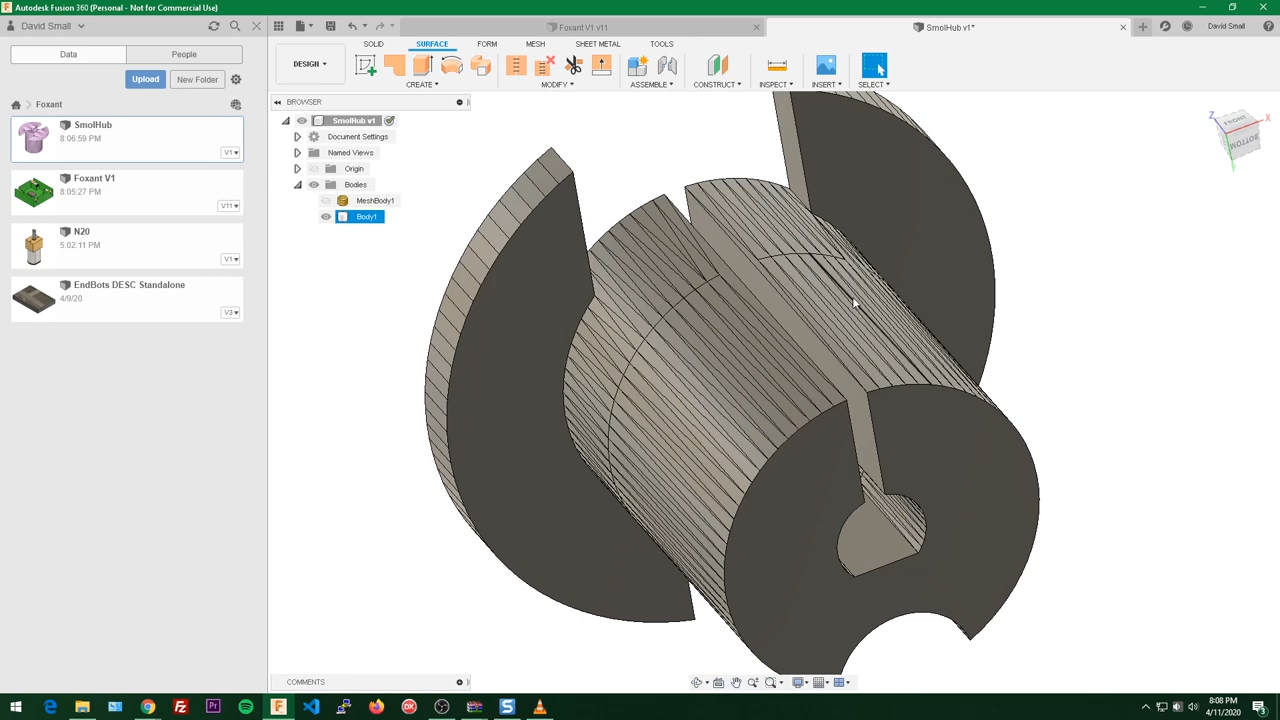 Autodesk Fusion 360 (Personal - Not for Commercial Use)
David Small
Foxant V1 v11
SmolHub v1*
David Small
Data
People
Upload
New Folder
Foxant
SmolHub
8:06:59 PM
V1
Foxant V1
8:05:27 PM
V11
N20
5:02:11 PM
V1
EndBots DESC Standalone
4/9/20
V3
SOLID
SURFACE
FORM
MESH
SHEET METAL
TOOLS
DESIGN
CREATE
MODIFY
ASSEMBLE
CONSTRUCT
INSPECT
INSERT
SELECT
BROWSER
SmolHub v1
Document Settings
Named Views
Origin
Bodies
MeshBody1
Body1
Z
FRONT
X
BOTTOM
Y
COMMENTS
8:08 PM
4/11/2020